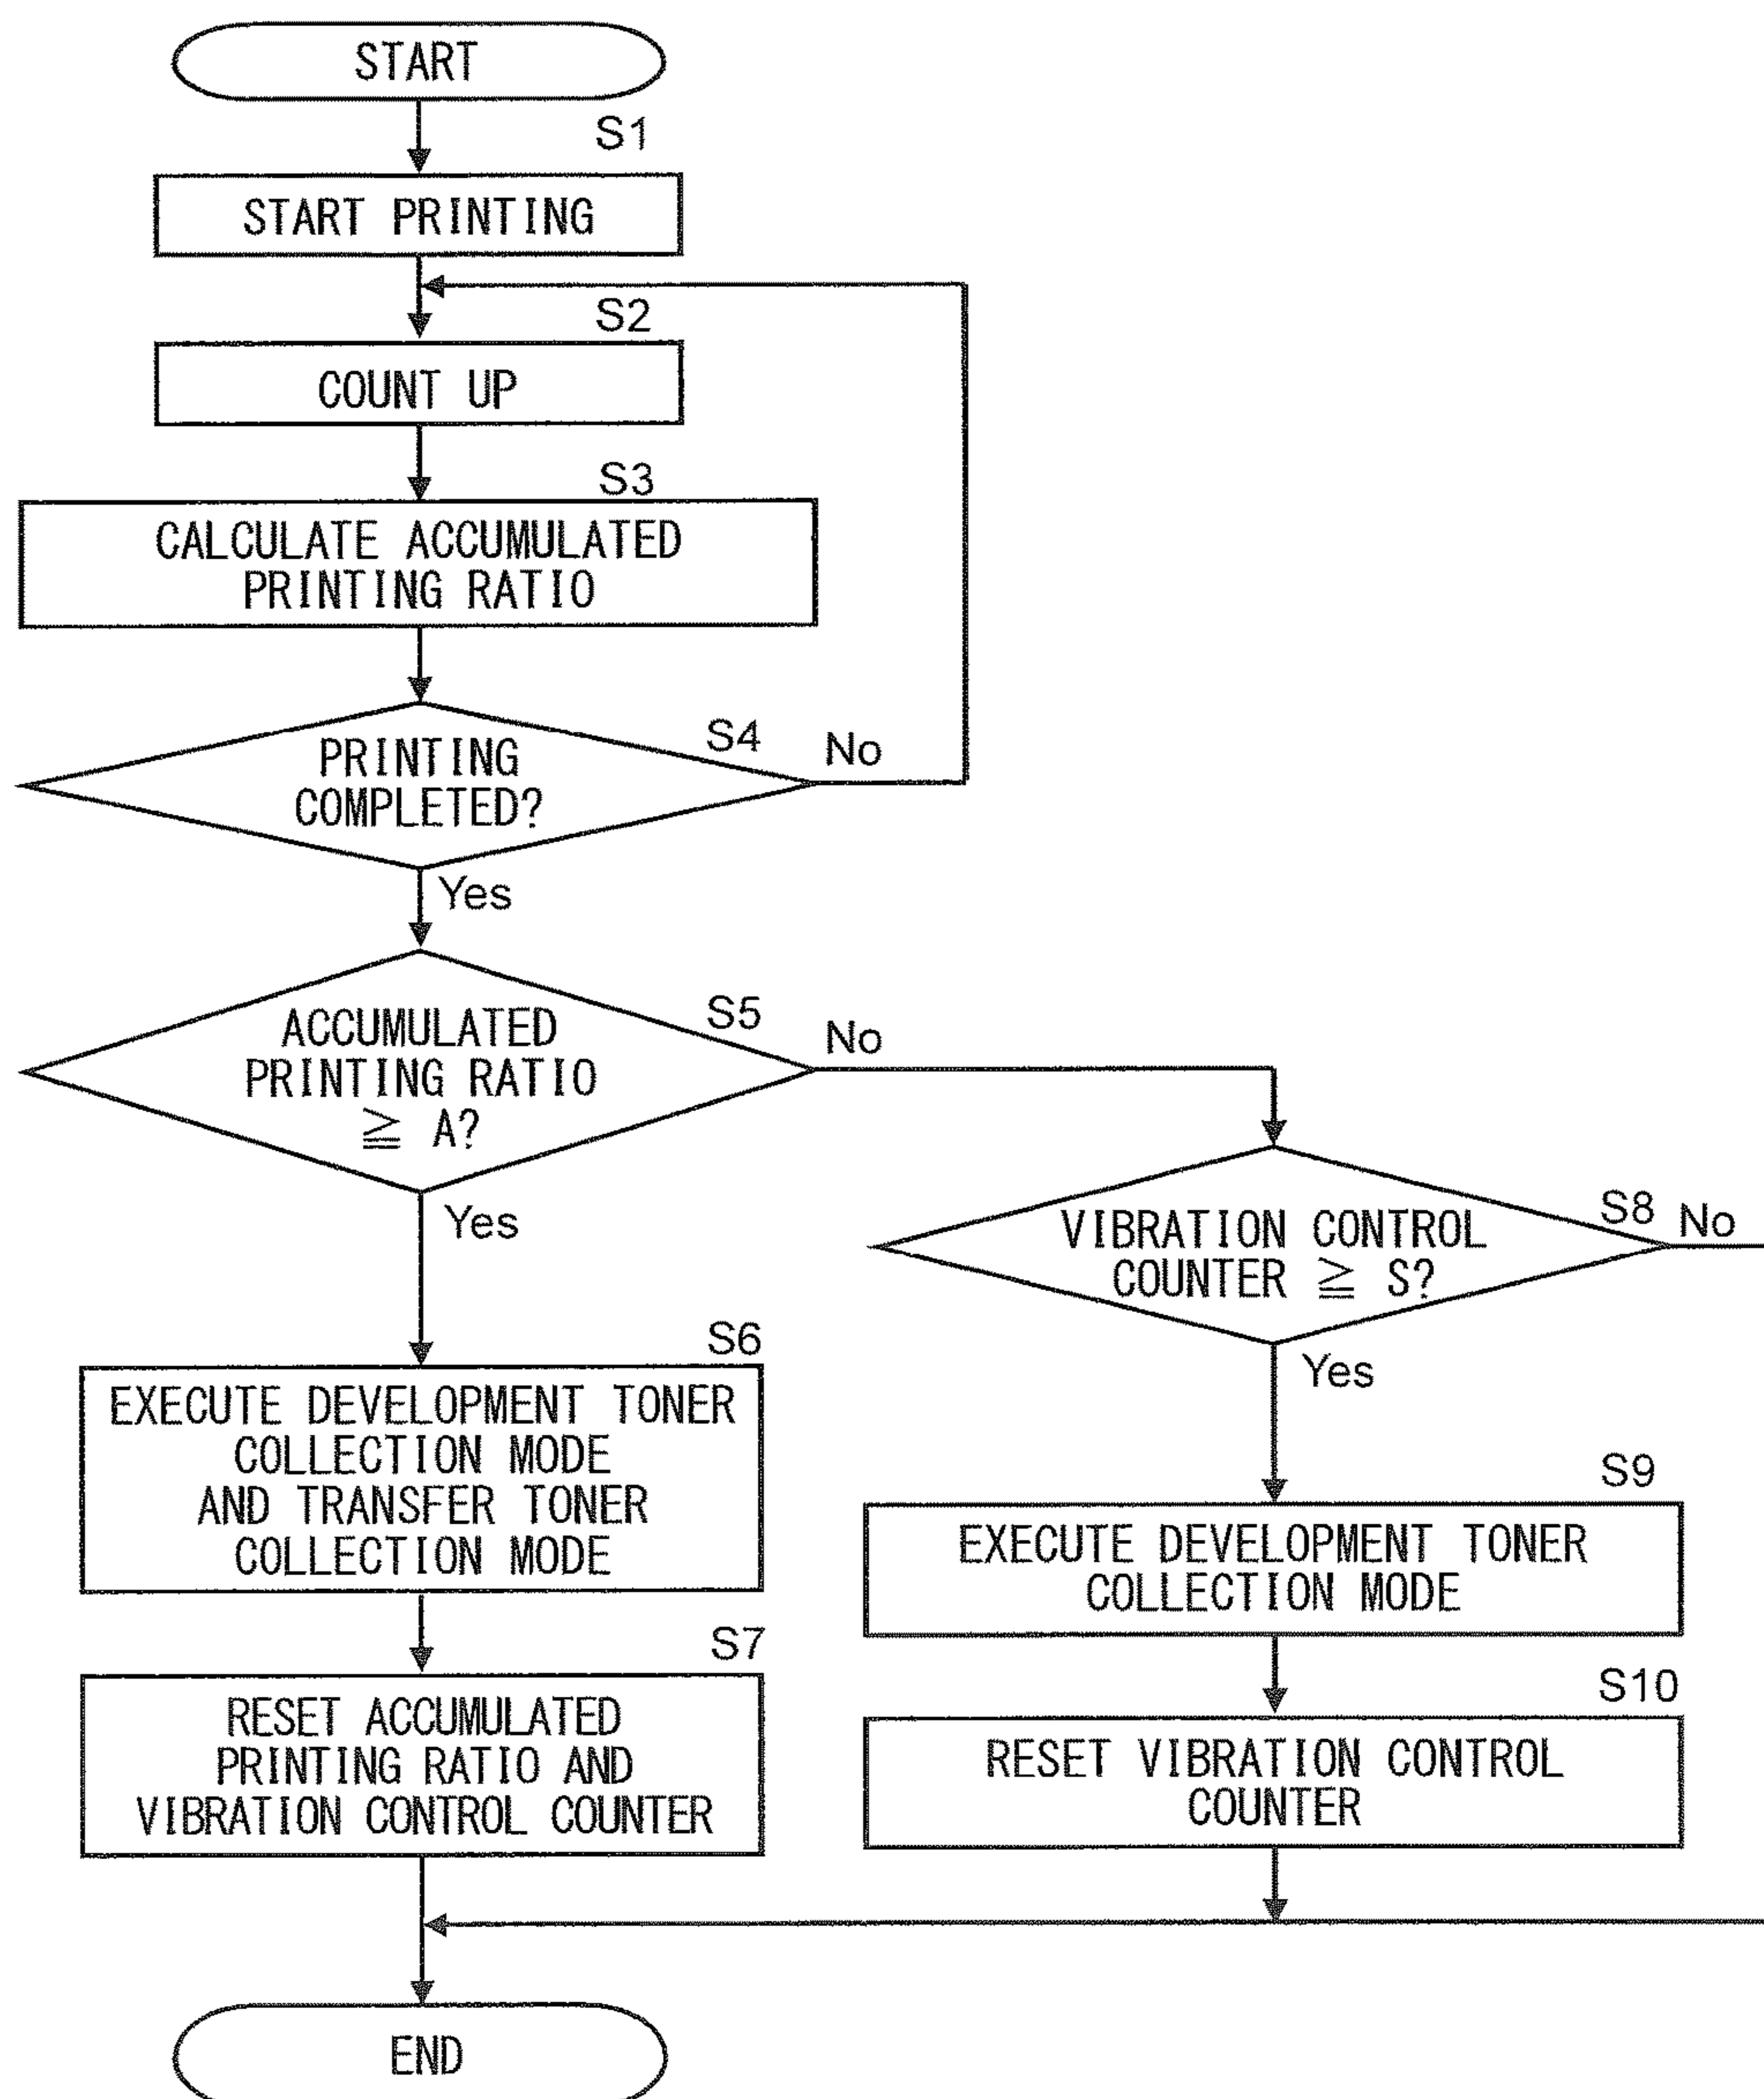 START
S1
START PRINTING
S2
COUNT UP
S3
CALCULATE ACCUMULATED
PRINTING RATIO
S4
No
PRINTING
COMPLETED?
Yes
S5
No
ACCUMULATED
PRINTING RATIO
≧ A?
Yes
S8
No
VIBRATION CONTROL
COUNTER ≧ S?
Yes
S6
EXECUTE DEVELOPMENT TONER
COLLECTION MODE
AND TRANSFER TONER
COLLECTION MODE
S9
EXECUTE DEVELOPMENT TONER
COLLECTION MODE
S7
RESET ACCUMULATED
PRINTING RATIO AND
VIBRATION CONTROL COUNTER
S10
RESET VIBRATION CONTROL
COUNTER
END